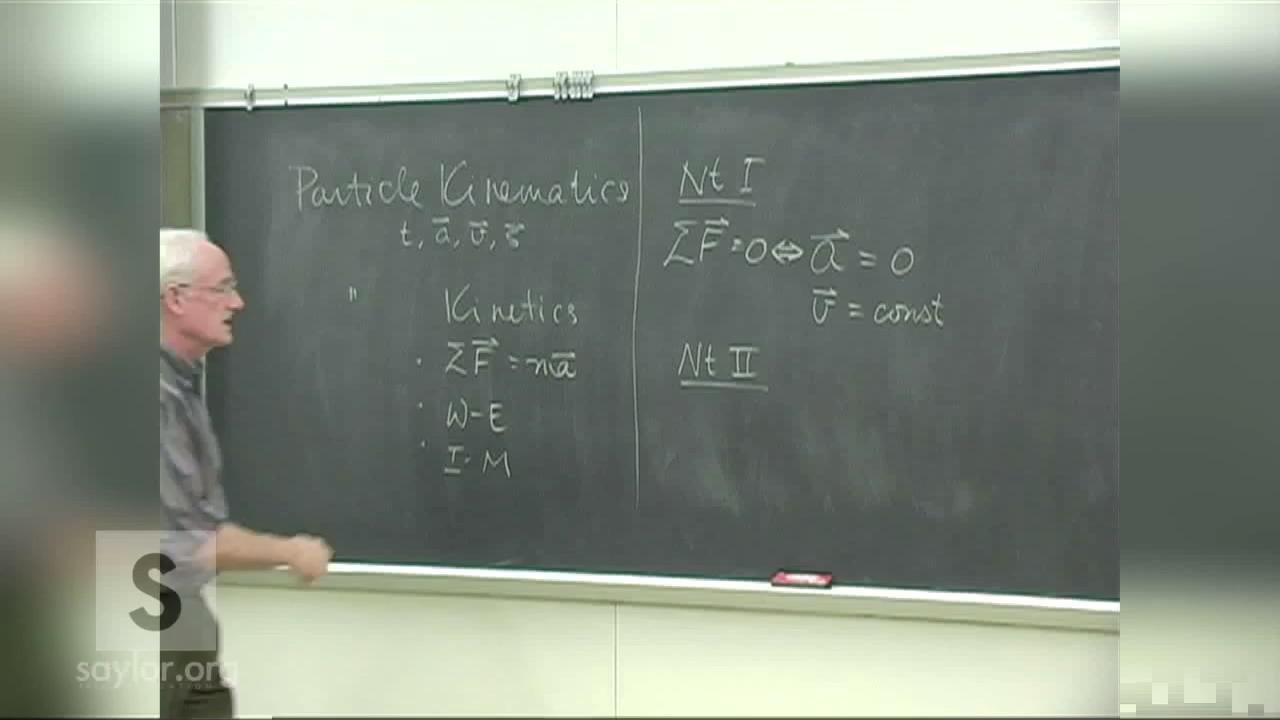 Particle Kinematics
t, a⃗, v⃗, r⃗
" Kinetics
· ΣF⃗ = ma⃗
· W-E
· I-M
Nt I
ΣF⃗ = 0 ⇔ a⃗ = 0
v⃗ = const
Nt II
S
saylor.org